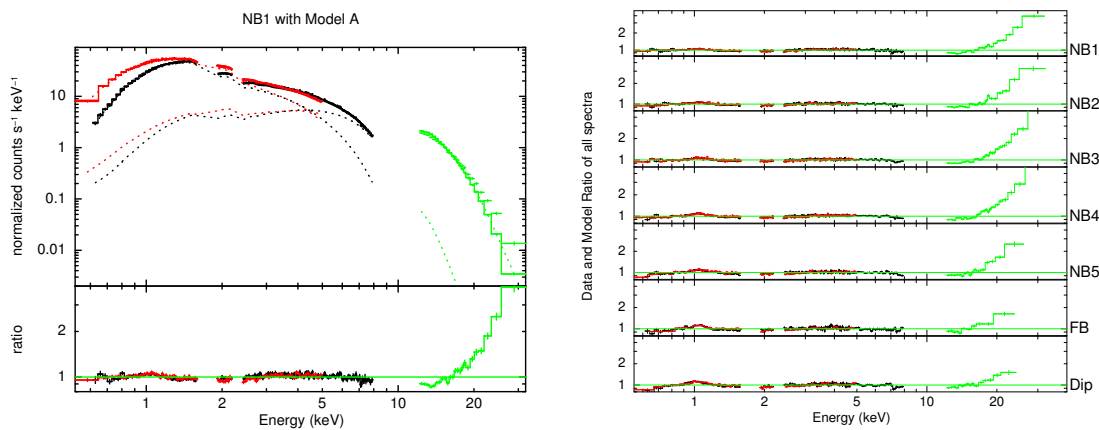 NB1 with Model A
normalized counts s⁻¹ keV⁻¹
10
1
0.1
0.01
ratio
2
1
1 2 5 10 20
Energy (keV)
Data and Model Ratio of all spectra
2
1
NB1
2
1
NB2
2
1
NB3
2
1
NB4
2
1
NB5
2
1
FB
2
1
Dip
1 2 5 10 20
Energy (keV)